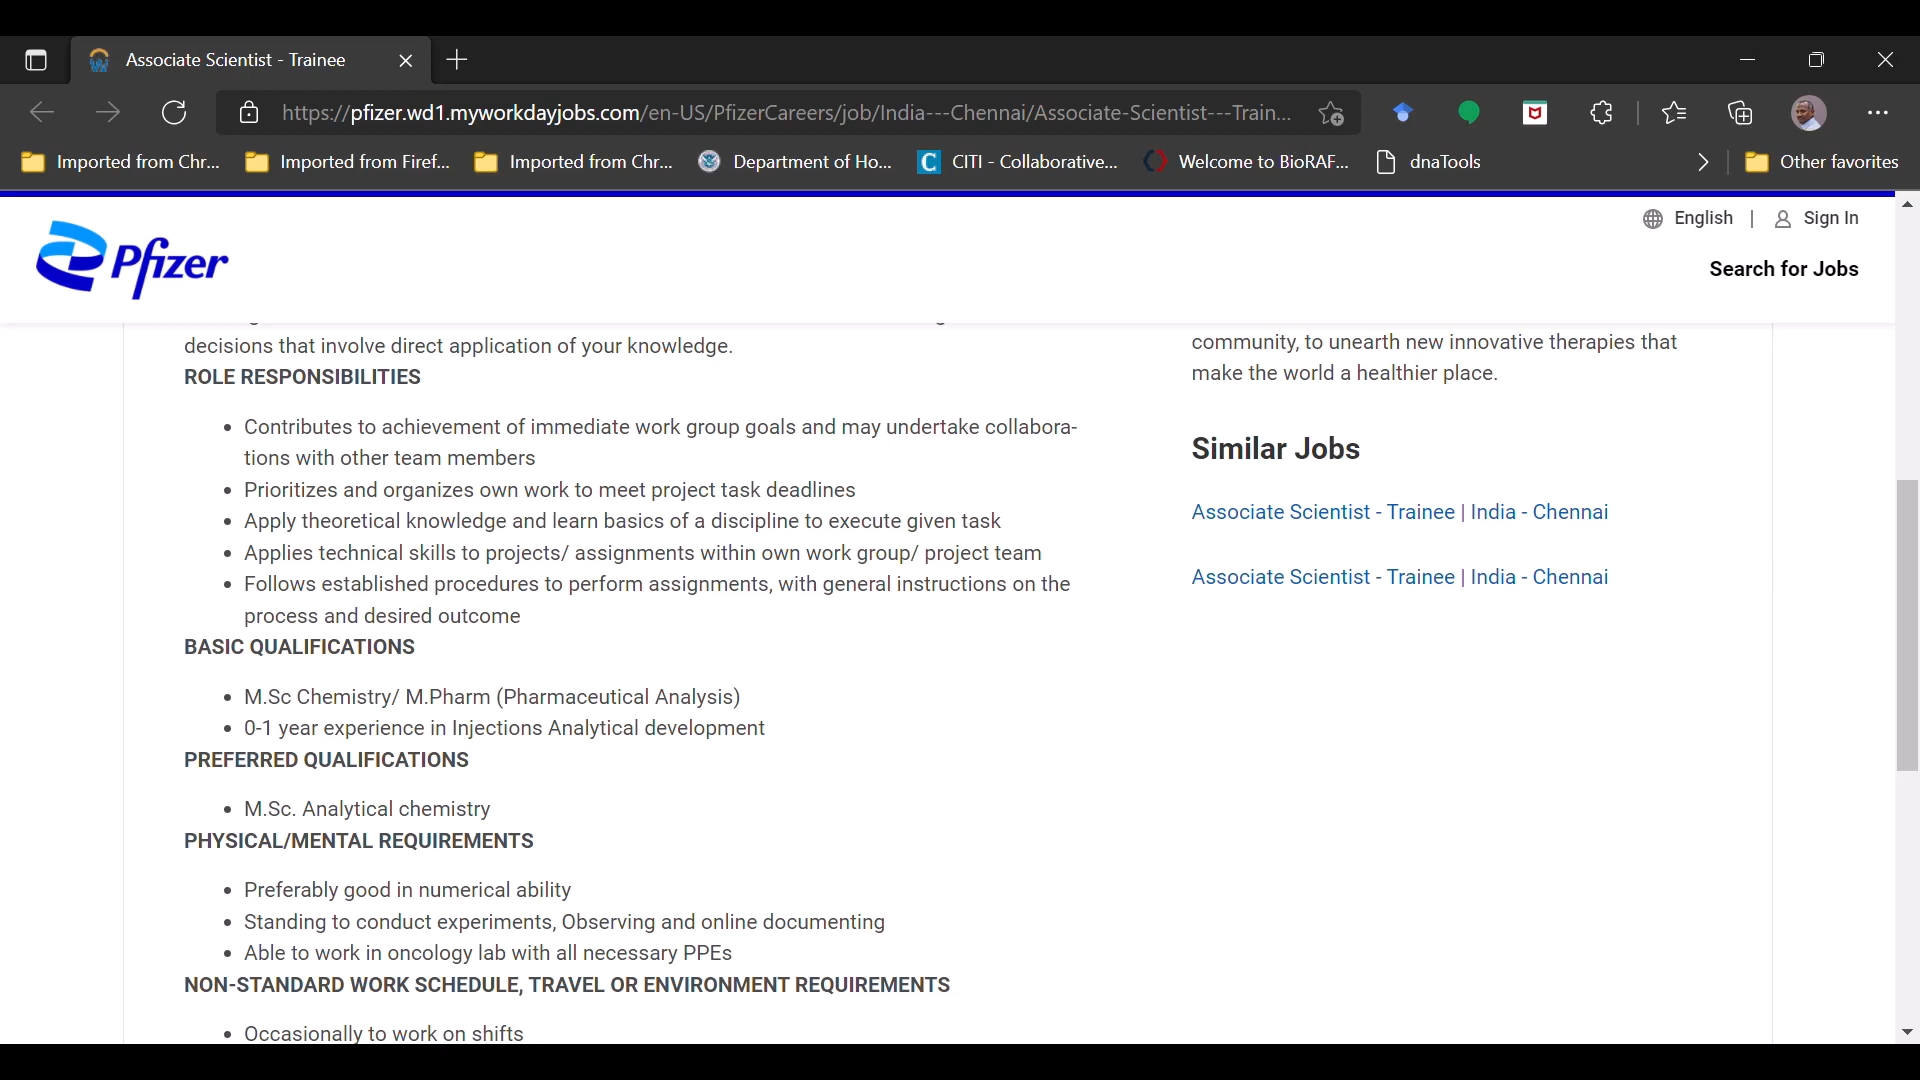 Associate Scientist - Trainee
https://pfizer.wd1.myworkdayjobs.com/en-US/PfizerCareers/job/India---Chennai/Associate-Scientist---Train...
Imported from Chr... Imported from Firef... Imported from Chr... Department of Ho... C CITI - Collaborative... Welcome to BioRAF... dnaTools Other favorites
English | Sign In
Pfizer
Search for Jobs
decisions that involve direct application of your knowledge.
ROLE RESPONSIBILITIES
• Contributes to achievement of immediate work group goals and may undertake collabora-
tions with other team members
• Prioritizes and organizes own work to meet project task deadlines
• Apply theoretical knowledge and learn basics of a discipline to execute given task
• Applies technical skills to projects/ assignments within own work group/ project team
• Follows established procedures to perform assignments, with general instructions on the
process and desired outcome
BASIC QUALIFICATIONS
• M.Sc Chemistry/ M.Pharm (Pharmaceutical Analysis)
• 0-1 year experience in Injections Analytical development
PREFERRED QUALIFICATIONS
• M.Sc. Analytical chemistry
PHYSICAL/MENTAL REQUIREMENTS
• Preferably good in numerical ability
• Standing to conduct experiments, Observing and online documenting
• Able to work in oncology lab with all necessary PPEs
NON-STANDARD WORK SCHEDULE, TRAVEL OR ENVIRONMENT REQUIREMENTS
• Occasionally to work on shifts
community, to unearth new innovative therapies that
make the world a healthier place.
Similar Jobs
Associate Scientist - Trainee | India - Chennai
Associate Scientist - Trainee | India - Chennai